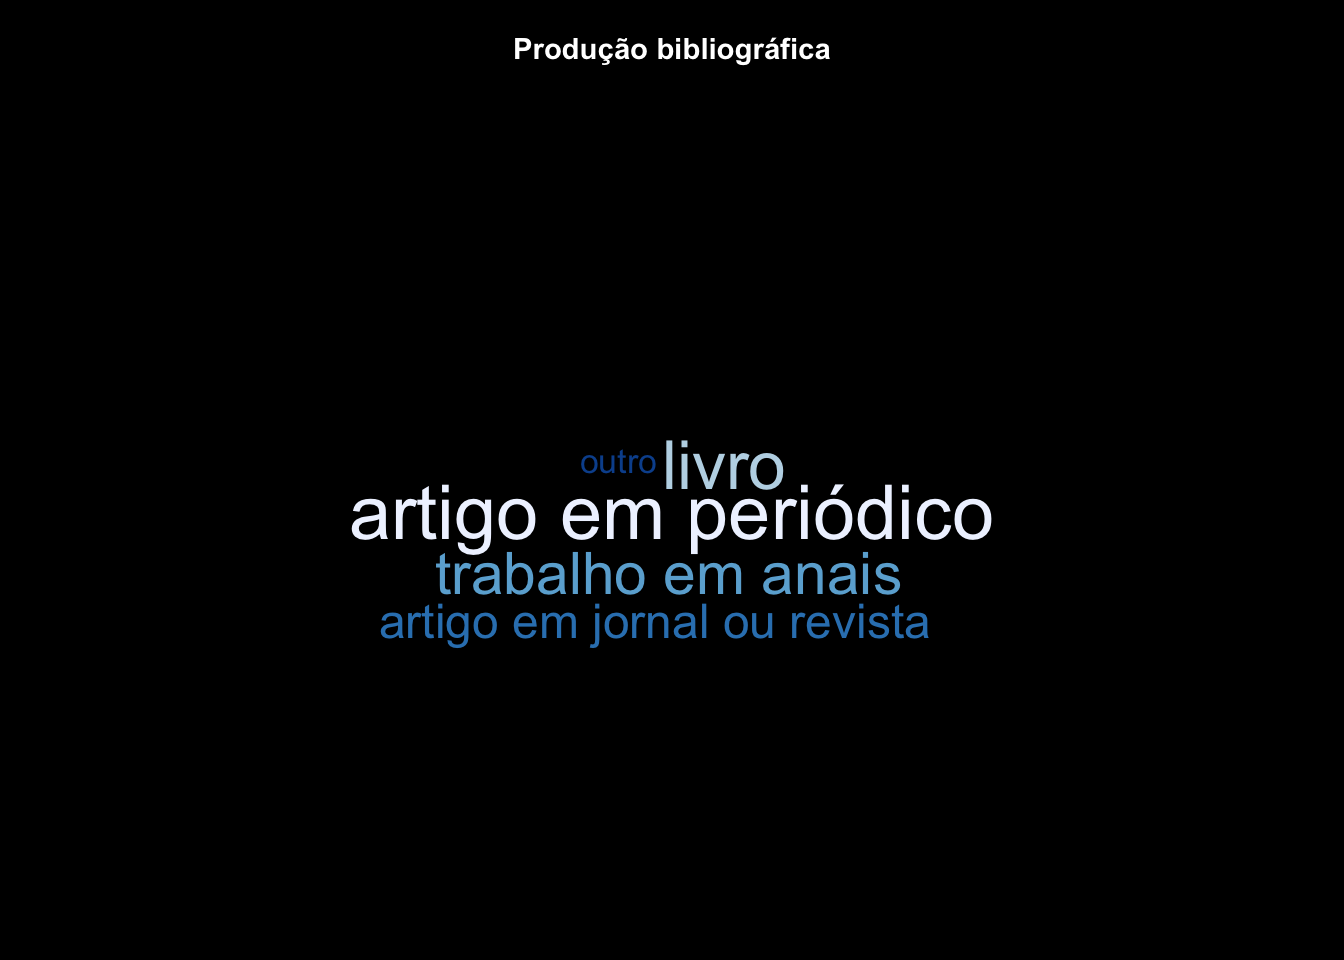 Produção bibliográfica
outro livro
artigo em periódico
trabalho em anais
artigo em jornal ou revista